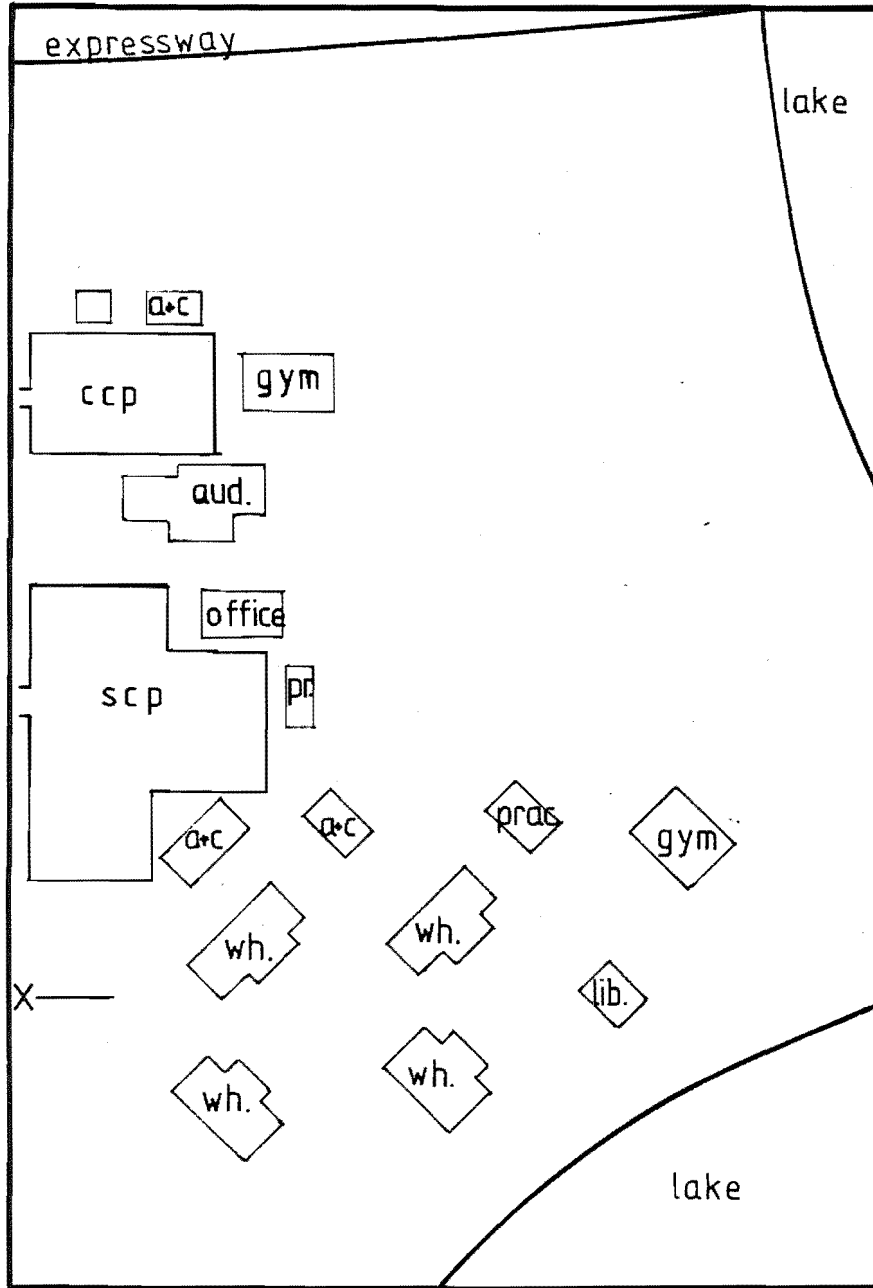 expressway
lake
a+c
ccp
gym
aud.
office
scp
pr.
a+c
a+c
prac.
gym
wh.
wh.
X
lib.
wh.
wh.
lake